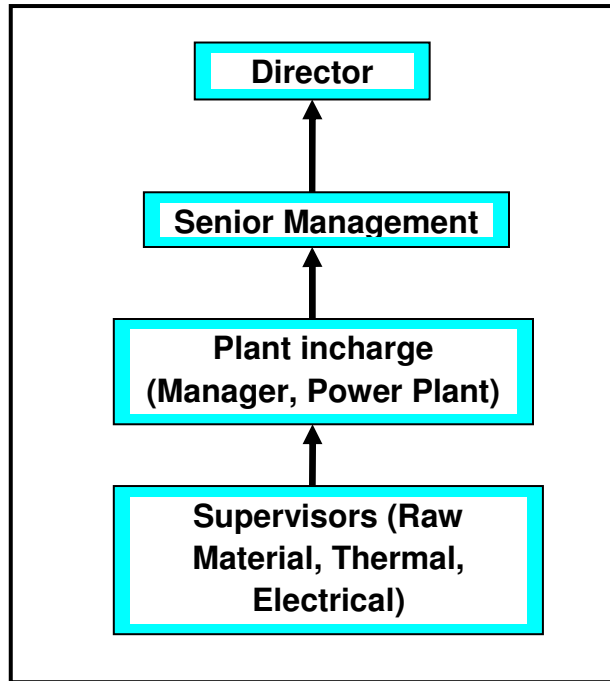 Director
Senior Management
Plant incharge
(Manager, Power Plant)
Supervisors (Raw
Material, Thermal,
Electrical)